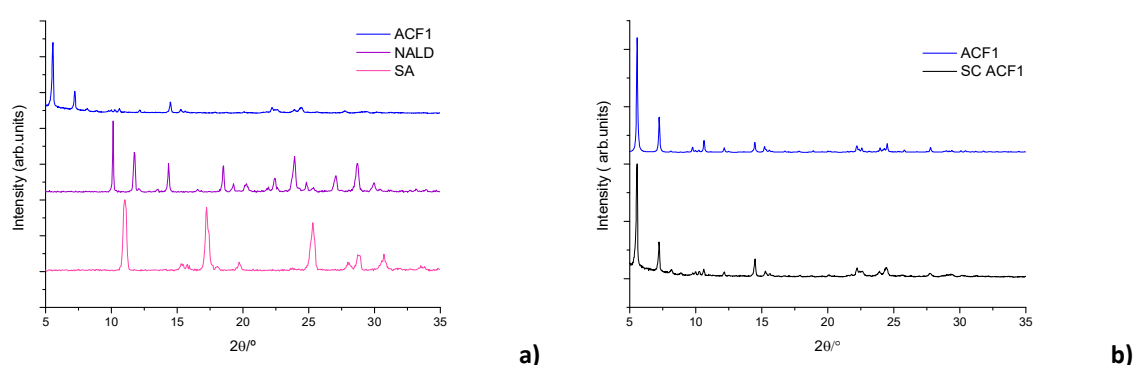 ACF1
NALD
SA
Intensity (arb.units)
5 10 15 20 25 30 35
2θ/º
a)
ACF1
SC ACF1
Intensity ( arb.units)
5 10 15 20 25 30 35
2θ/°
b)